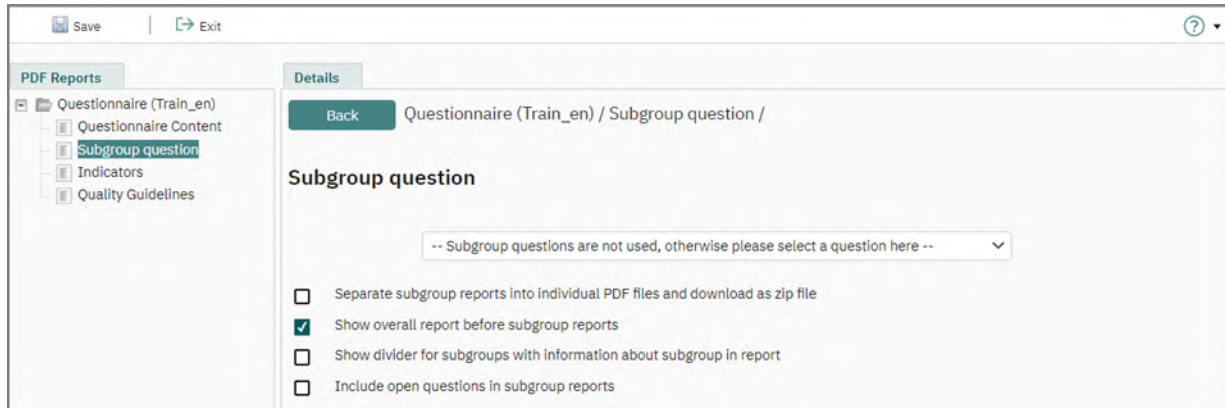 Save
Exit
PDF Reports
Questionnaire (Train_en)
Questionnaire Content
Subgroup question
Indicators
Quality Guidelines
Details
Back
Questionnaire (Train_en) / Subgroup question /
Subgroup question
-- Subgroup questions are not used, otherwise please select a question here --
Separate subgroup reports into individual PDF files and download as zip file
Show overall report before subgroup reports
Show divider for subgroups with information about subgroup in report
Include open questions in subgroup reports